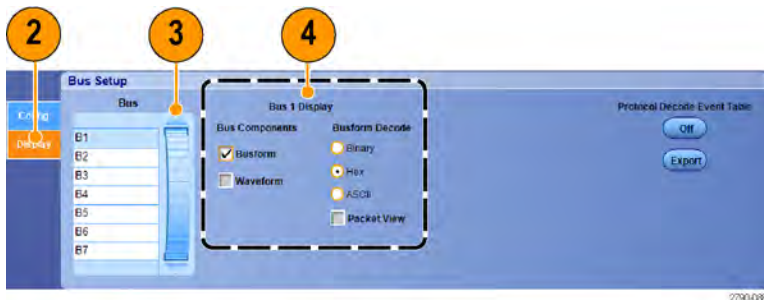 2
3
4
Bus Setup
Config
Display
Bus
B1
B2
B3
B4
B5
B6
B7
Bus 1 Display
Bus Components
Busform
Waveform
Busform Decode
Binary
Hex
ASCII
Packet View
Protocol Decode Event Table
Off
Export